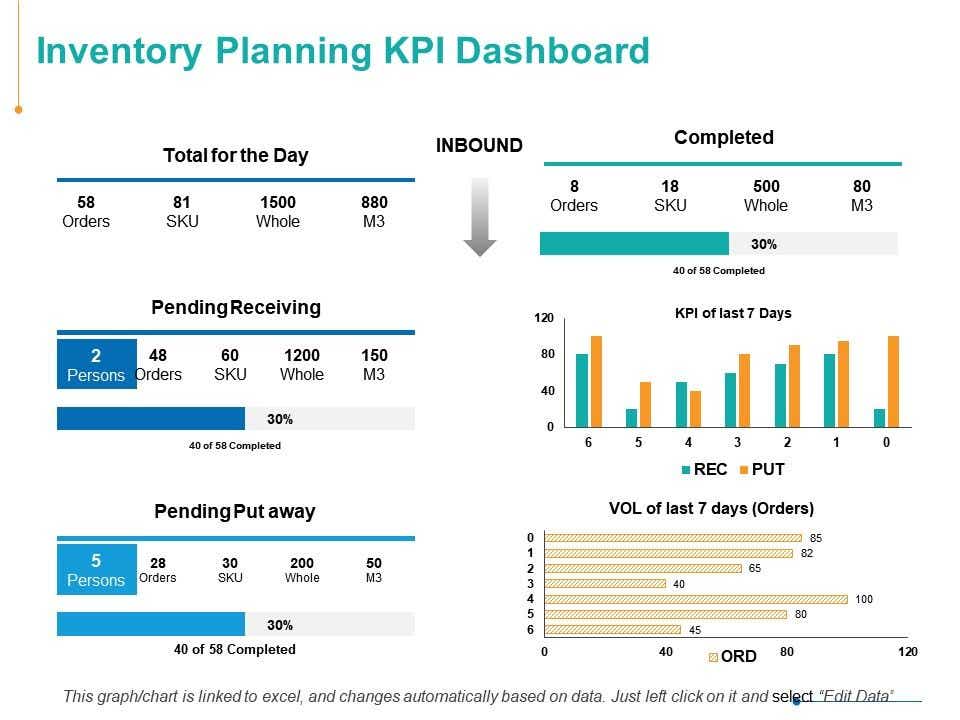 Inventory Planning KPI Dashboard
Total for the Day
58 81 1500 880
Orders SKU Whole M3
INBOUND
Completed
8 18 500 80
Orders SKU Whole M3
30%
40 of 58 Completed
Pending Receiving
2 48 60 1200 150
Persons Orders SKU Whole M3
30%
40 of 58 Completed
KPI of last 7 Days
120
80
40
0
6 5 4 3 2 1 0
REC PUT
Pending Put away
5 28 30 200 50
Persons Orders SKU Whole M3
30%
40 of 58 Completed
VOL of last 7 days (Orders)
0 85
1 82
2 65
3 40
4 100
5 80
6 45
0 40 80 120
ORD
This graph/chart is linked to excel, and changes automatically based on data. Just left click on it and select “Edit Data”